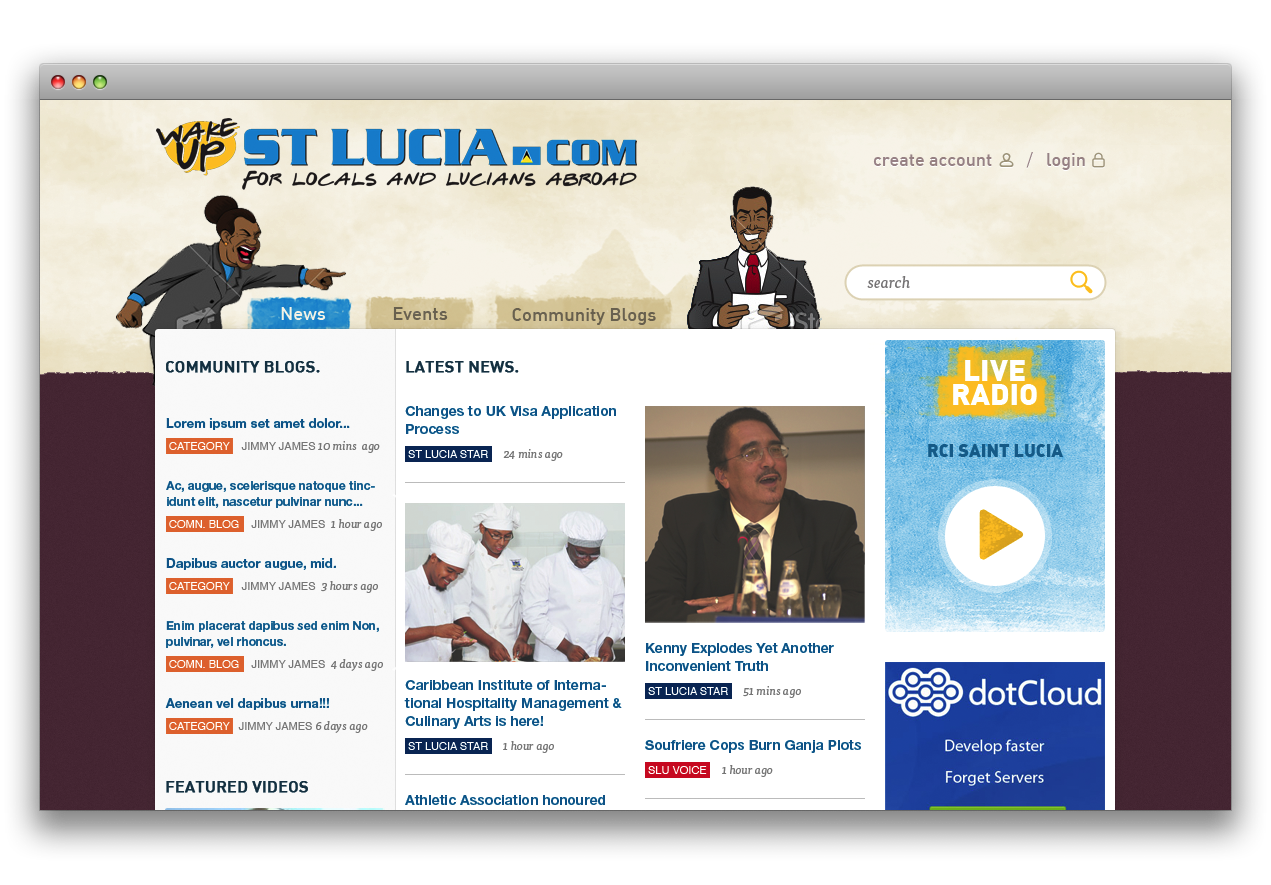 WAKE UP ST LUCIA.COM
FOR LOCALS AND LUCIANS ABROAD
create account / login
search
News
Events
Community Blogs
COMMUNITY BLOGS.
Lorem ipsum set amet dolor...
CATEGORY JIMMY JAMES 10 mins ago
Ac, augue, scelerisque natoque tinc-
idunt elit, nascetur pulvinar nunc...
COMN. BLOG JIMMY JAMES 1 hour ago
Dapibus auctor augue, mid.
CATEGORY JIMMY JAMES 3 hours ago
Enim placerat dapibus sed enim Non,
pulvinar, vel rhoncus.
COMN. BLOG JIMMY JAMES 4 days ago
Aenean vel dapibus urna!!!
CATEGORY JIMMY JAMES 6 days ago
FEATURED VIDEOS
LATEST NEWS.
Changes to UK Visa Application
Process
ST LUCIA STAR 24 mins ago
Caribbean Institute of Interna-
tional Hospitality Management &
Culinary Arts is here!
ST LUCIA STAR 1 hour ago
Athletic Association honoured
Kenny Explodes Yet Another
Inconvenient Truth
ST LUCIA STAR 51 mins ago
Soufriere Cops Burn Ganja Plots
SLU VOICE 1 hour ago
LIVE
RADIO
RCI SAINT LUCIA
dotCloud
Develop faster
Forget Servers